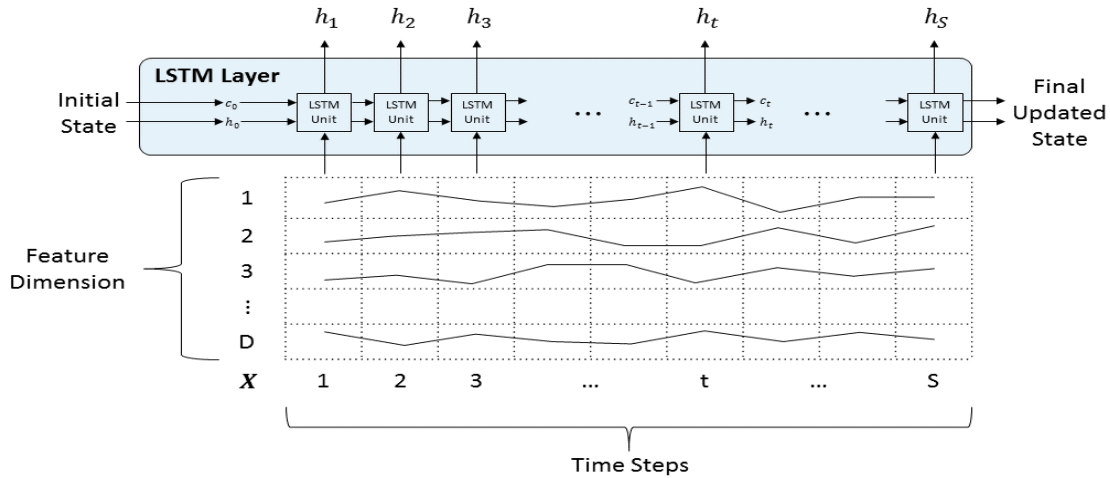 h₁ h₂ h₃ hₜ h_S
LSTM Layer
Initial
State
c₀
h₀
LSTM
Unit
LSTM
Unit
LSTM
Unit
...
cₜ₋₁
hₜ₋₁
LSTM
Unit
cₜ
hₜ
...
LSTM
Unit
Final
Updated
State
Feature
Dimension
1
2
3
⋮
D
X 1 2 3 ... t ... S
Time Steps